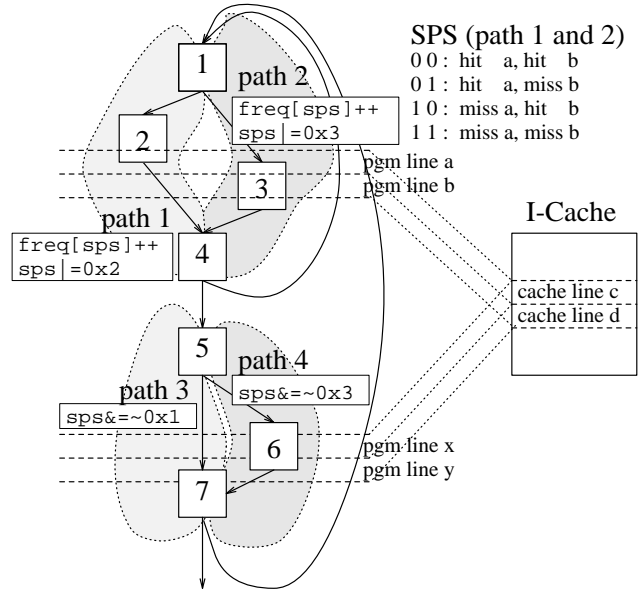 SPS (path 1 and 2)
0 0 : hit a, hit b
0 1 : hit a, miss b
1 0 : miss a, hit b
1 1 : miss a, miss b
1
path 2
freq[sps]++
sps|=0x3
2
3
pgm line a
pgm line b
path 1
freq[sps]++
sps|=0x2
4
I-Cache
cache line c
cache line d
5
path 4
path 3
sps&=~0x3
sps&=~0x1
6
pgm line x
pgm line y
7